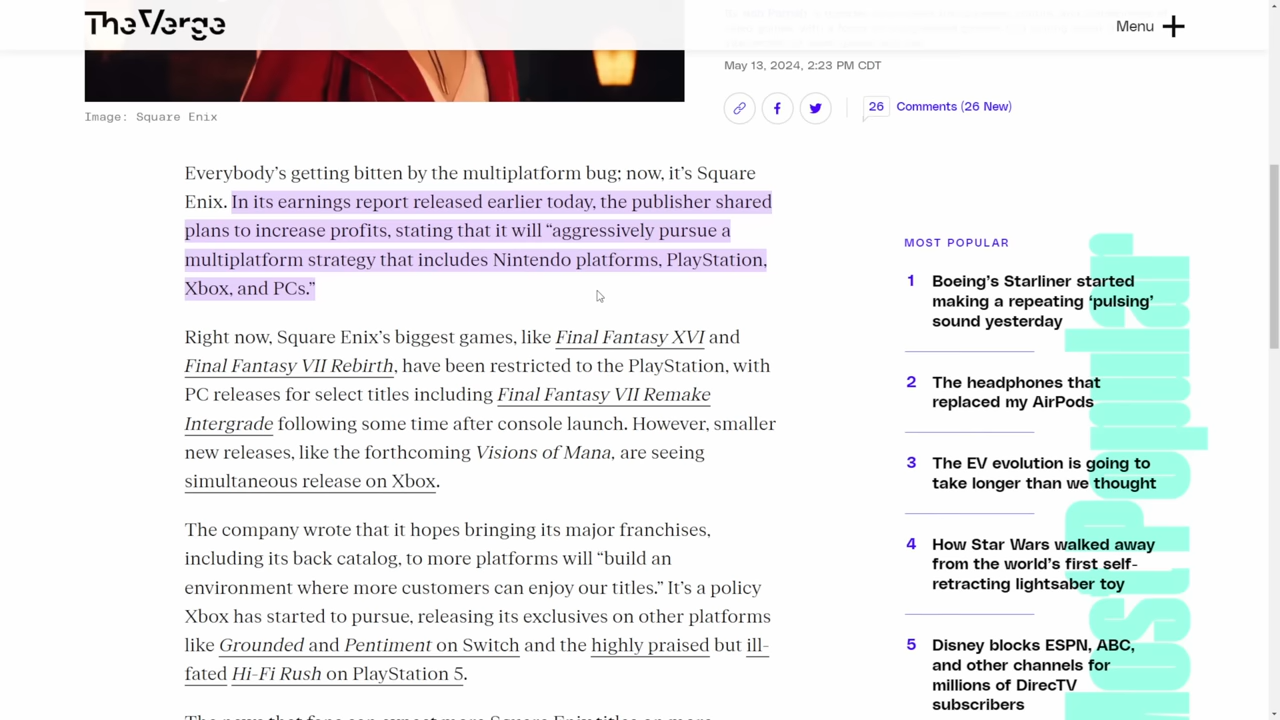 The Verge
Menu
May 13, 2024, 2:23 PM CDT
26 Comments (26 New)
Image: Square Enix
Everybody's getting bitten by the multiplatform bug; now, it's Square
Enix. In its earnings report released earlier today, the publisher shared
plans to increase profits, stating that it will “aggressively pursue a
multiplatform strategy that includes Nintendo platforms, PlayStation,
Xbox, and PCs.”
Right now, Square Enix's biggest games, like Final Fantasy XVI and
Final Fantasy VII Rebirth, have been restricted to the PlayStation, with
PC releases for select titles including Final Fantasy VII Remake
Intergrade following some time after console launch. However, smaller
new releases, like the forthcoming Visions of Mana, are seeing
simultaneous release on Xbox.
The company wrote that it hopes bringing its major franchises,
including its back catalog, to more platforms will “build an
environment where more customers can enjoy our titles.” It's a policy
Xbox has started to pursue, releasing its exclusives on other platforms
like Grounded and Pentiment on Switch and the highly praised but ill-
fated Hi-Fi Rush on PlayStation 5.
MOST POPULAR
1 Boeing's Starliner started
making a repeating ‘pulsing’
sound yesterday
2 The headphones that
replaced my AirPods
3 The EV evolution is going to
take longer than we thought
4 How Star Wars walked away
from the world's first self-
retracting lightsaber toy
5 Disney blocks ESPN, ABC,
and other channels for
millions of DirecTV
subscribers
Most Popular